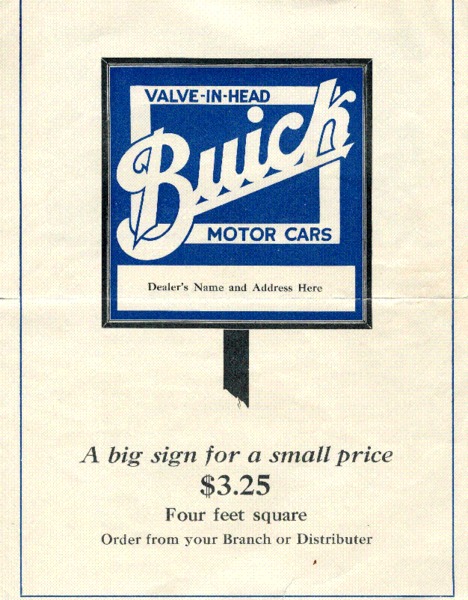 VALVE-IN-HEAD
Buick
MOTOR CARS
Dealer's Name and Address Here
A big sign for a small price
$3.25
Four feet square
Order from your Branch or Distributer